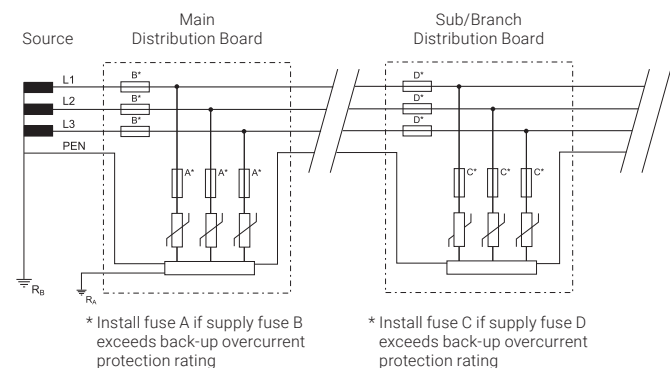 Main
Distribution Board
Sub/Branch
Distribution Board
Source
L1
L2
L3
PEN
B*
B*
B*
A*
A*
A*
D*
D*
D*
C*
C*
C*
RB
RA
* Install fuse A if supply fuse B
exceeds back-up overcurrent
protection rating
* Install fuse C if supply fuse D
exceeds back-up overcurrent
protection rating